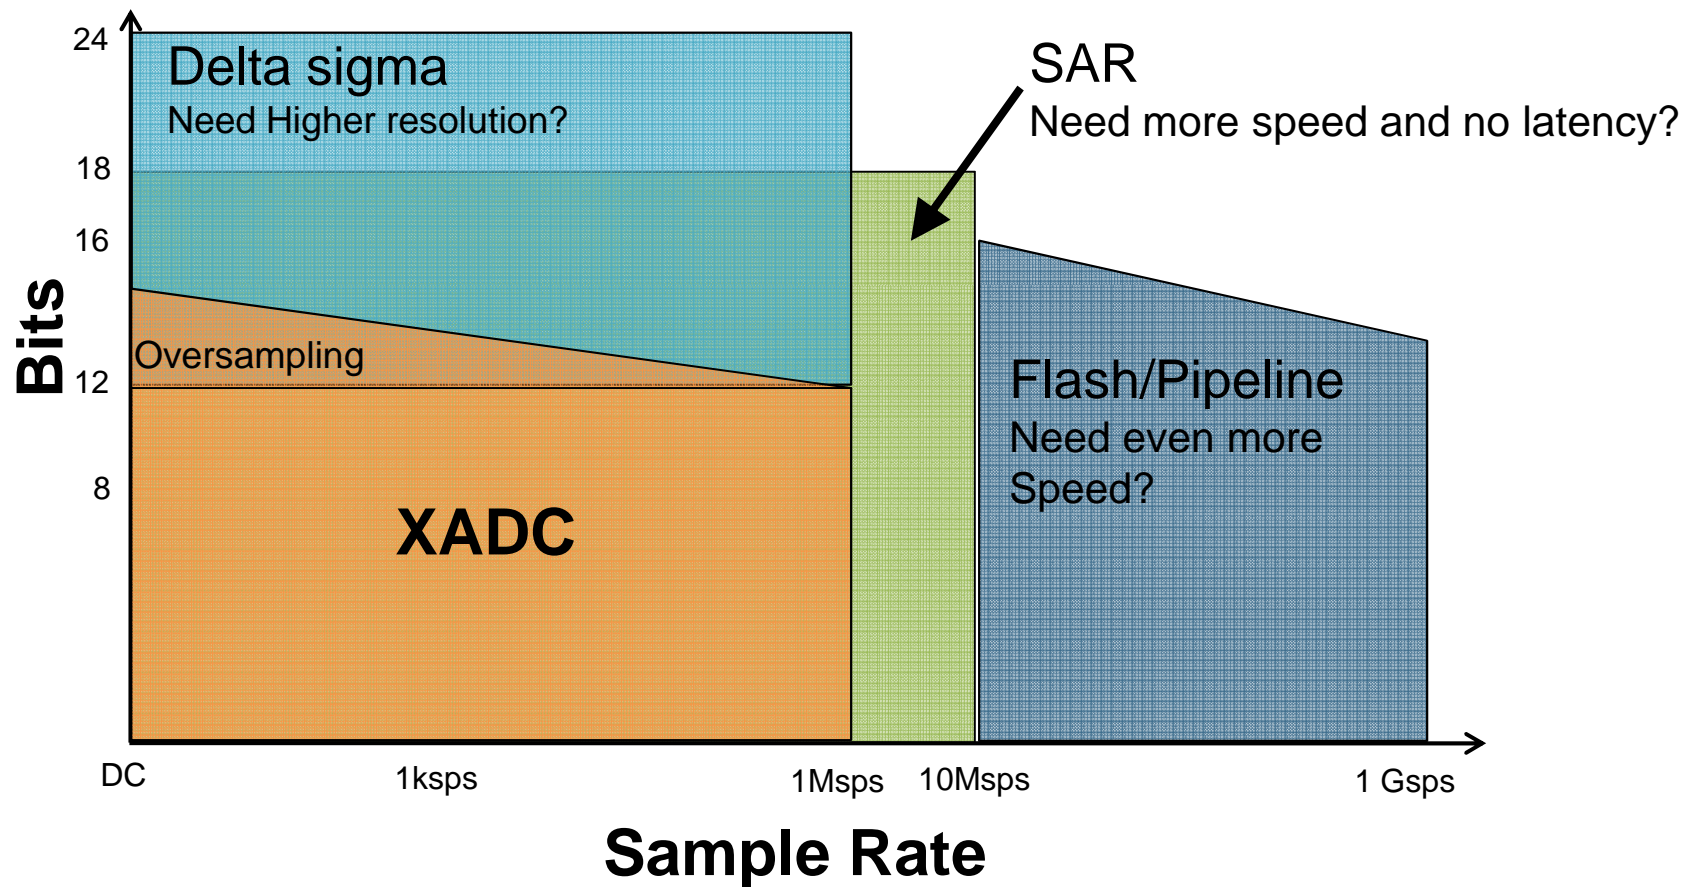 24
Delta sigma
Need Higher resolution?
SAR
Need more speed and no latency?
18
16
Bits
Oversampling
12
Flash/Pipeline
Need even more
Speed?
8
XADC
DC
1ksps
1Msps
10Msps
1 Gsps
Sample Rate